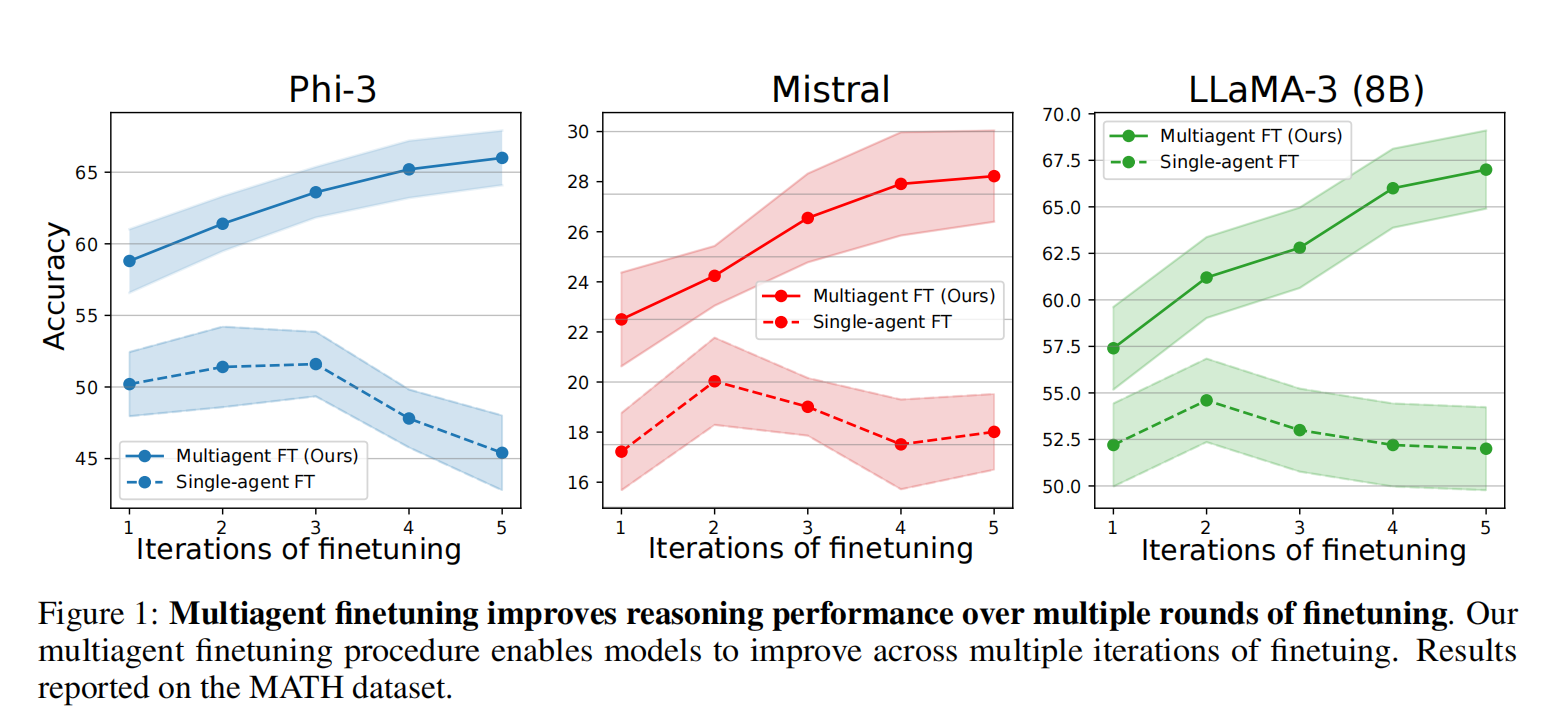 Phi-3
Mistral
LLaMA-3 (8B)
Accuracy
65
60
55
50
45
Multiagent FT (Ours)
Single-agent FT
1 2 3 4 5
Iterations of finetuning
30
28
26
24
22
20
18
16
Multiagent FT (Ours)
Single-agent FT
1 2 3 4 5
Iterations of finetuning
70.0
67.5
65.0
62.5
60.0
57.5
55.0
52.5
50.0
Multiagent FT (Ours)
Single-agent FT
1 2 3 4 5
Iterations of finetuning
Figure 1: Multiagent finetuning improves reasoning performance over multiple rounds of finetuning. Our
multiagent finetuning procedure enables models to improve across multiple iterations of finetuing. Results
reported on the MATH dataset.